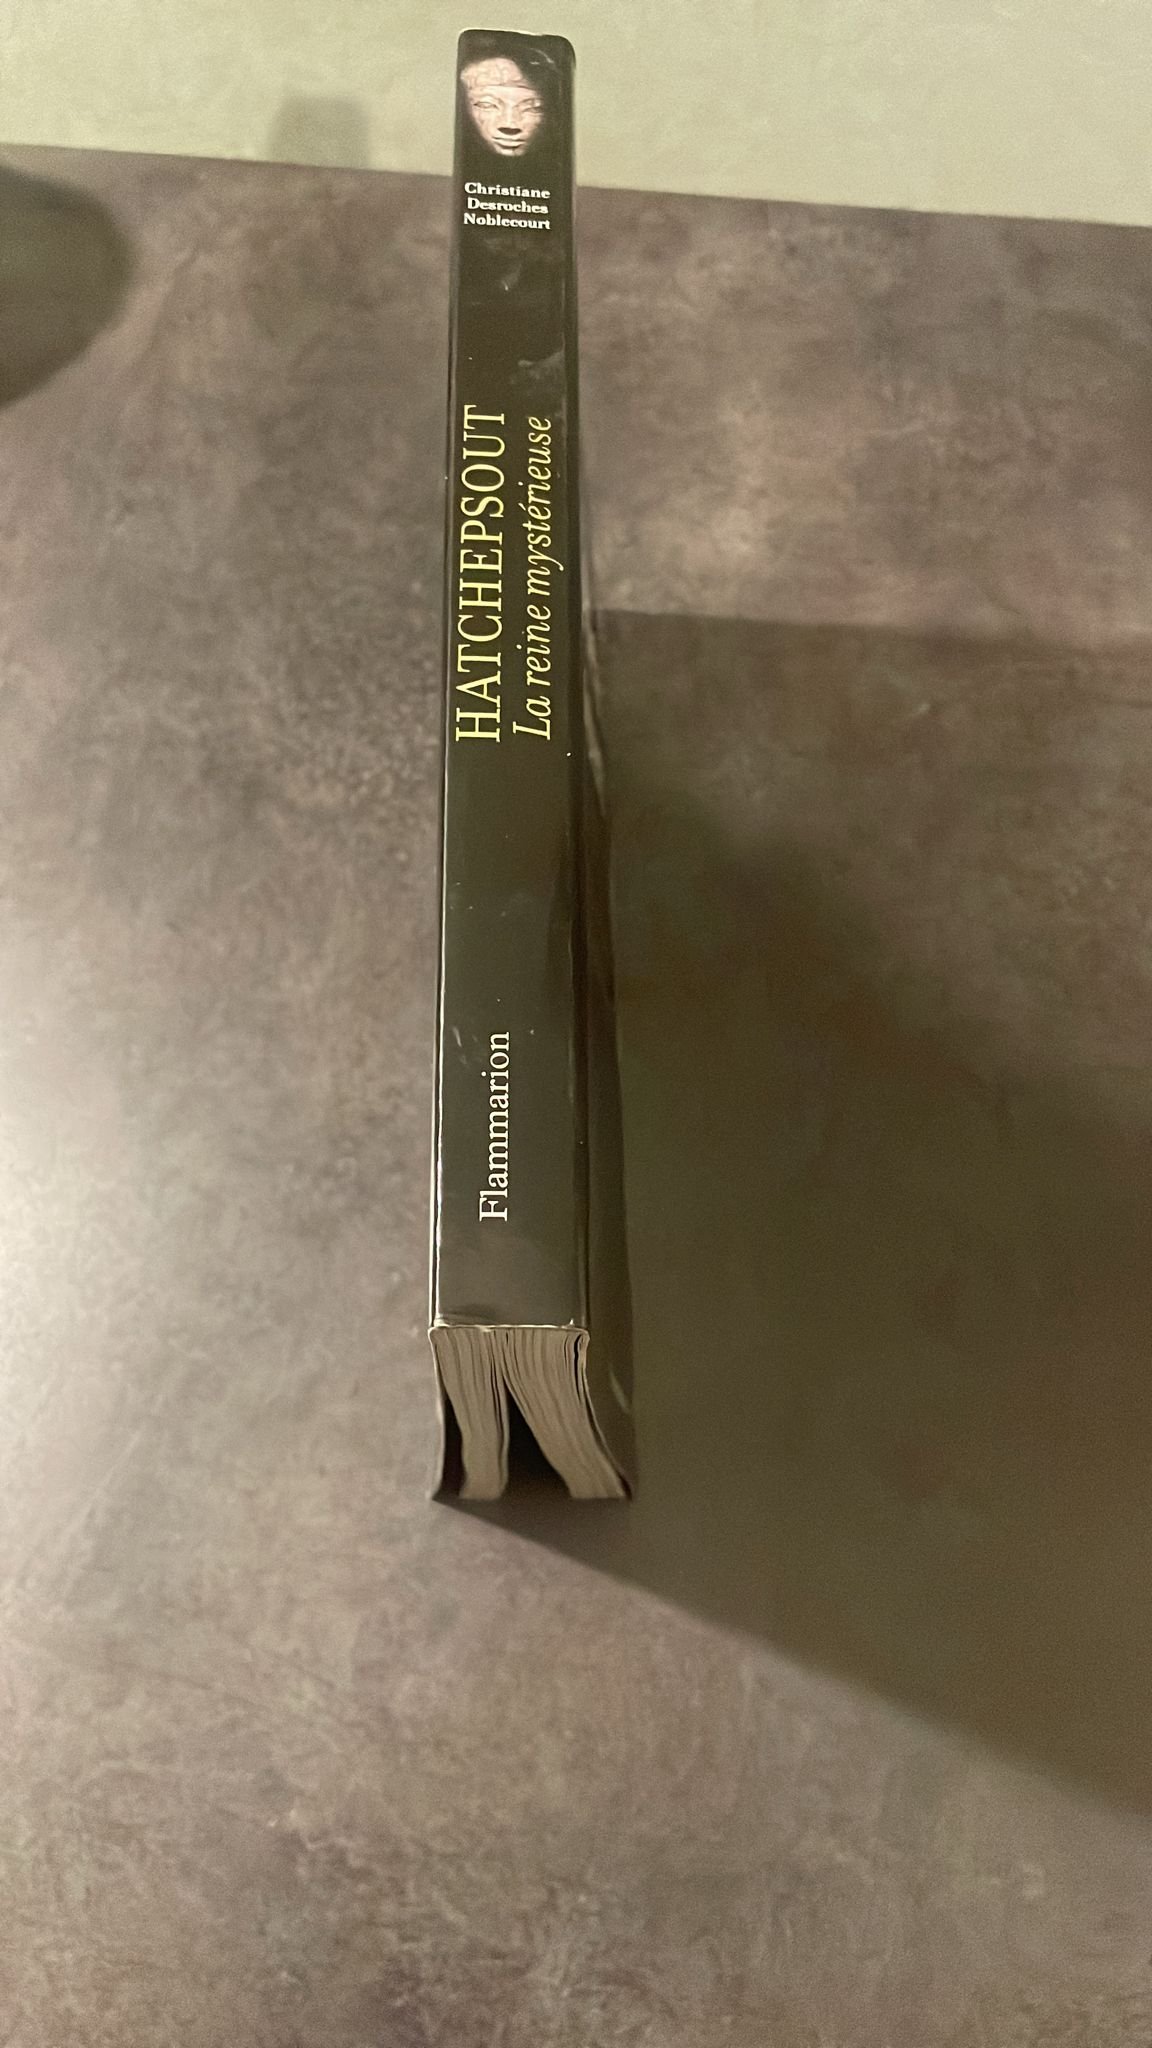 Christiane
Desroches
Noblecourt
HATCHEPSOUT
La reine mystérieuse
Flammarion